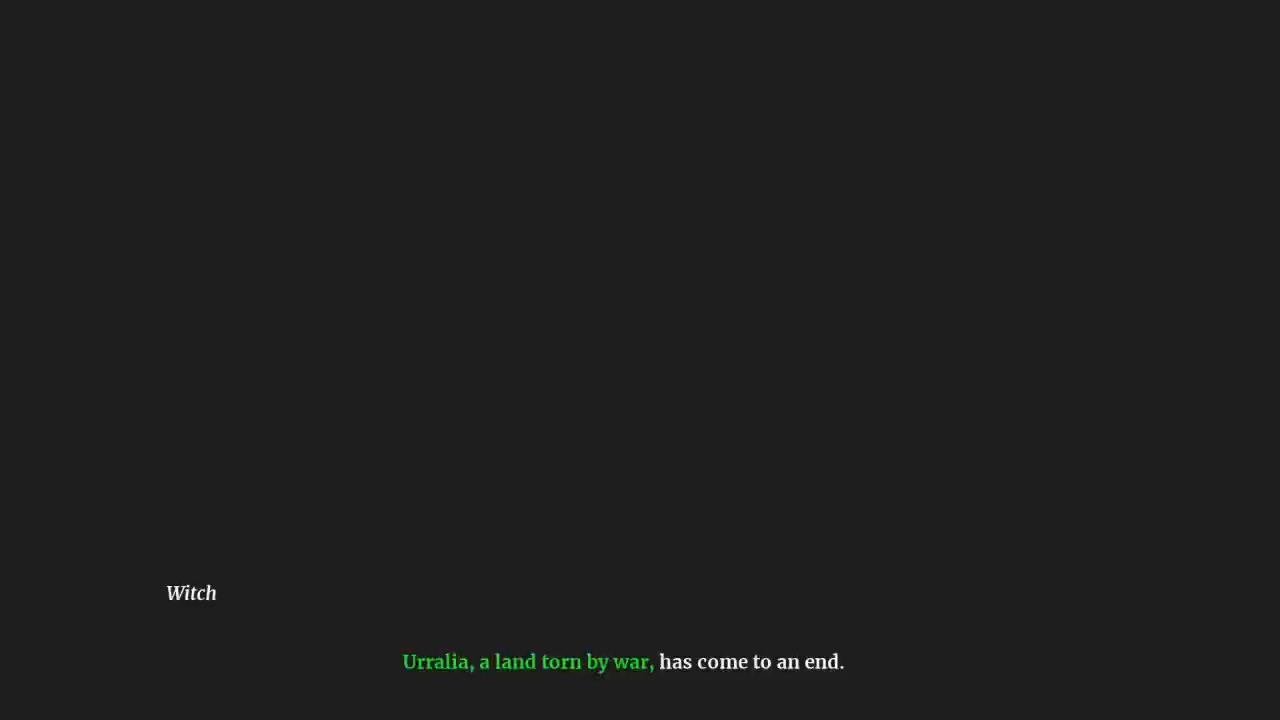 Witch
Urralia, a land torn by war, has come to an end.